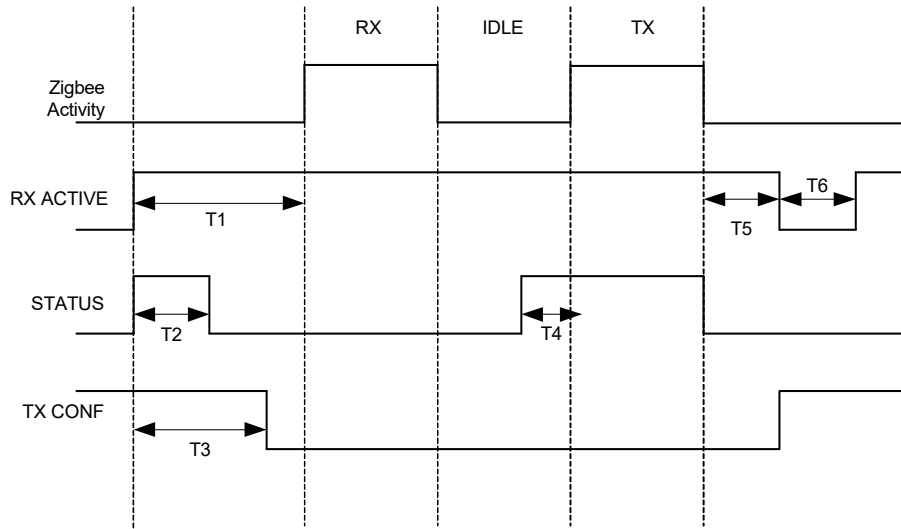 RX IDLE TX
Zigbee
Activity
RX ACTIVE
T1
T5
T6
STATUS
T2
T4
TX CONF
T3